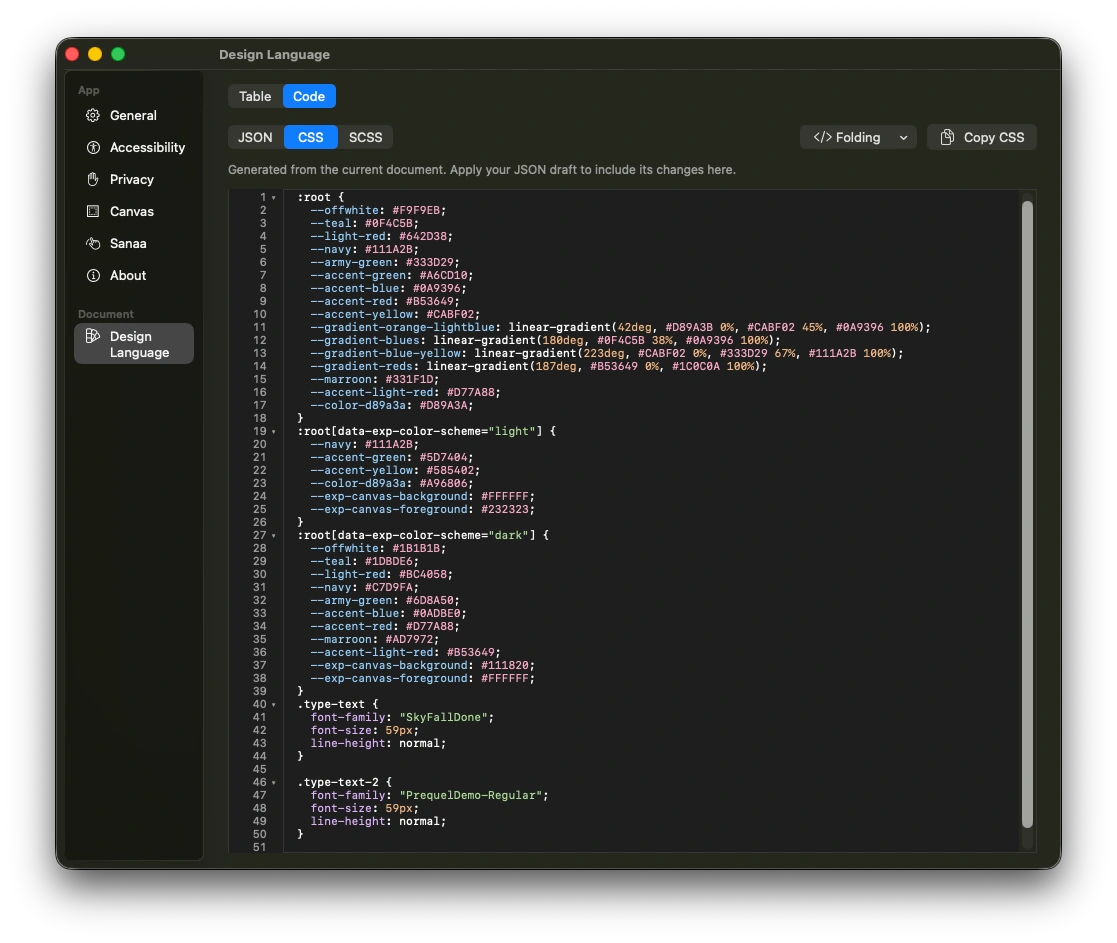 Design Language
App
General
Accessibility
Privacy
Canvas
Sanaa
About
Document
Design
Language
Table Code
JSON CSS SCSS
</> Folding Copy CSS
Generated from the current document. Apply your JSON draft to include its changes here.
1 :root {
2 --offwhite: #F9F9EB;
3 --teal: #0F4C5B;
4 --light-red: #642D38;
5 --navy: #111A2B;
6 --army-green: #333D29;
7 --accent-green: #A6CD10;
8 --accent-blue: #0A9396;
9 --accent-red: #B53649;
10 --accent-yellow: #CABF02;
11 --gradient-orange-lightblue: linear-gradient(42deg, #D89A3B 0%, #CABF02 45%, #0A9396 100%);
12 --gradient-blues: linear-gradient(180deg, #0F4C5B 38%, #0A9396 100%);
13 --gradient-blue-yellow: linear-gradient(223deg, #CABF02 0%, #333D29 67%, #111A2B 100%);
14 --gradient-reds: linear-gradient(187deg, #B53649 0%, #1C0C0A 100%);
15 --marroon: #331F1D;
16 --accent-light-red: #D77A88;
17 --color-d89a3a: #D89A3A;
18 }
19 :root[data-exp-color-scheme="light"] {
20 --navy: #111A2B;
21 --accent-green: #5D7404;
22 --accent-yellow: #585402;
23 --color-d89a3a: #A96806;
24 --exp-canvas-background: #FFFFFF;
25 --exp-canvas-foreground: #232323;
26 }
27 :root[data-exp-color-scheme="dark"] {
28 --offwhite: #1B1B1B;
29 --teal: #1DBDE6;
30 --light-red: #BC4058;
31 --navy: #C7D9FA;
32 --army-green: #6D8A50;
33 --accent-blue: #0ADBE0;
34 --accent-red: #D77A88;
35 --marroon: #AD7972;
36 --accent-light-red: #B53649;
37 --exp-canvas-background: #111820;
38 --exp-canvas-foreground: #FFFFFF;
39 }
40 .type-text {
41 font-family: "SkyFallDone";
42 font-size: 59px;
43 line-height: normal;
44 }
45
46 .type-text-2 {
47 font-family: "PrequelDemo-Regular";
48 font-size: 59px;
49 line-height: normal;
50 }
51